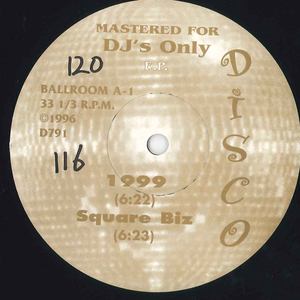 MASTERED FOR
DJ's Only
E.P.
120
BALLROOM A-1
33 1/3 R.P.M.
©1996
D791
116
DISCO
1999
(6:22)
Square Biz
(6:23)